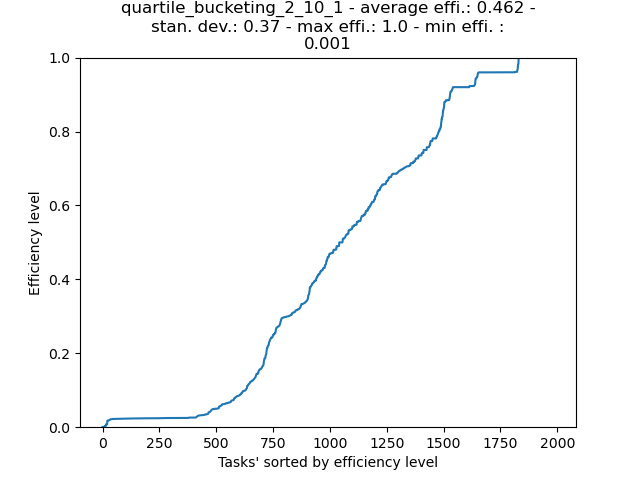 quartile_bucketing_2_10_1 - average effi.: 0.462 -
stan. dev.: 0.37 - max effi.: 1.0 - min effi. :
0.001
1.0
0.8
0.6
0.4
0.2
0.0
Efficiency level
0 250 500 750 1000 1250 1500 1750 2000
Tasks' sorted by efficiency level